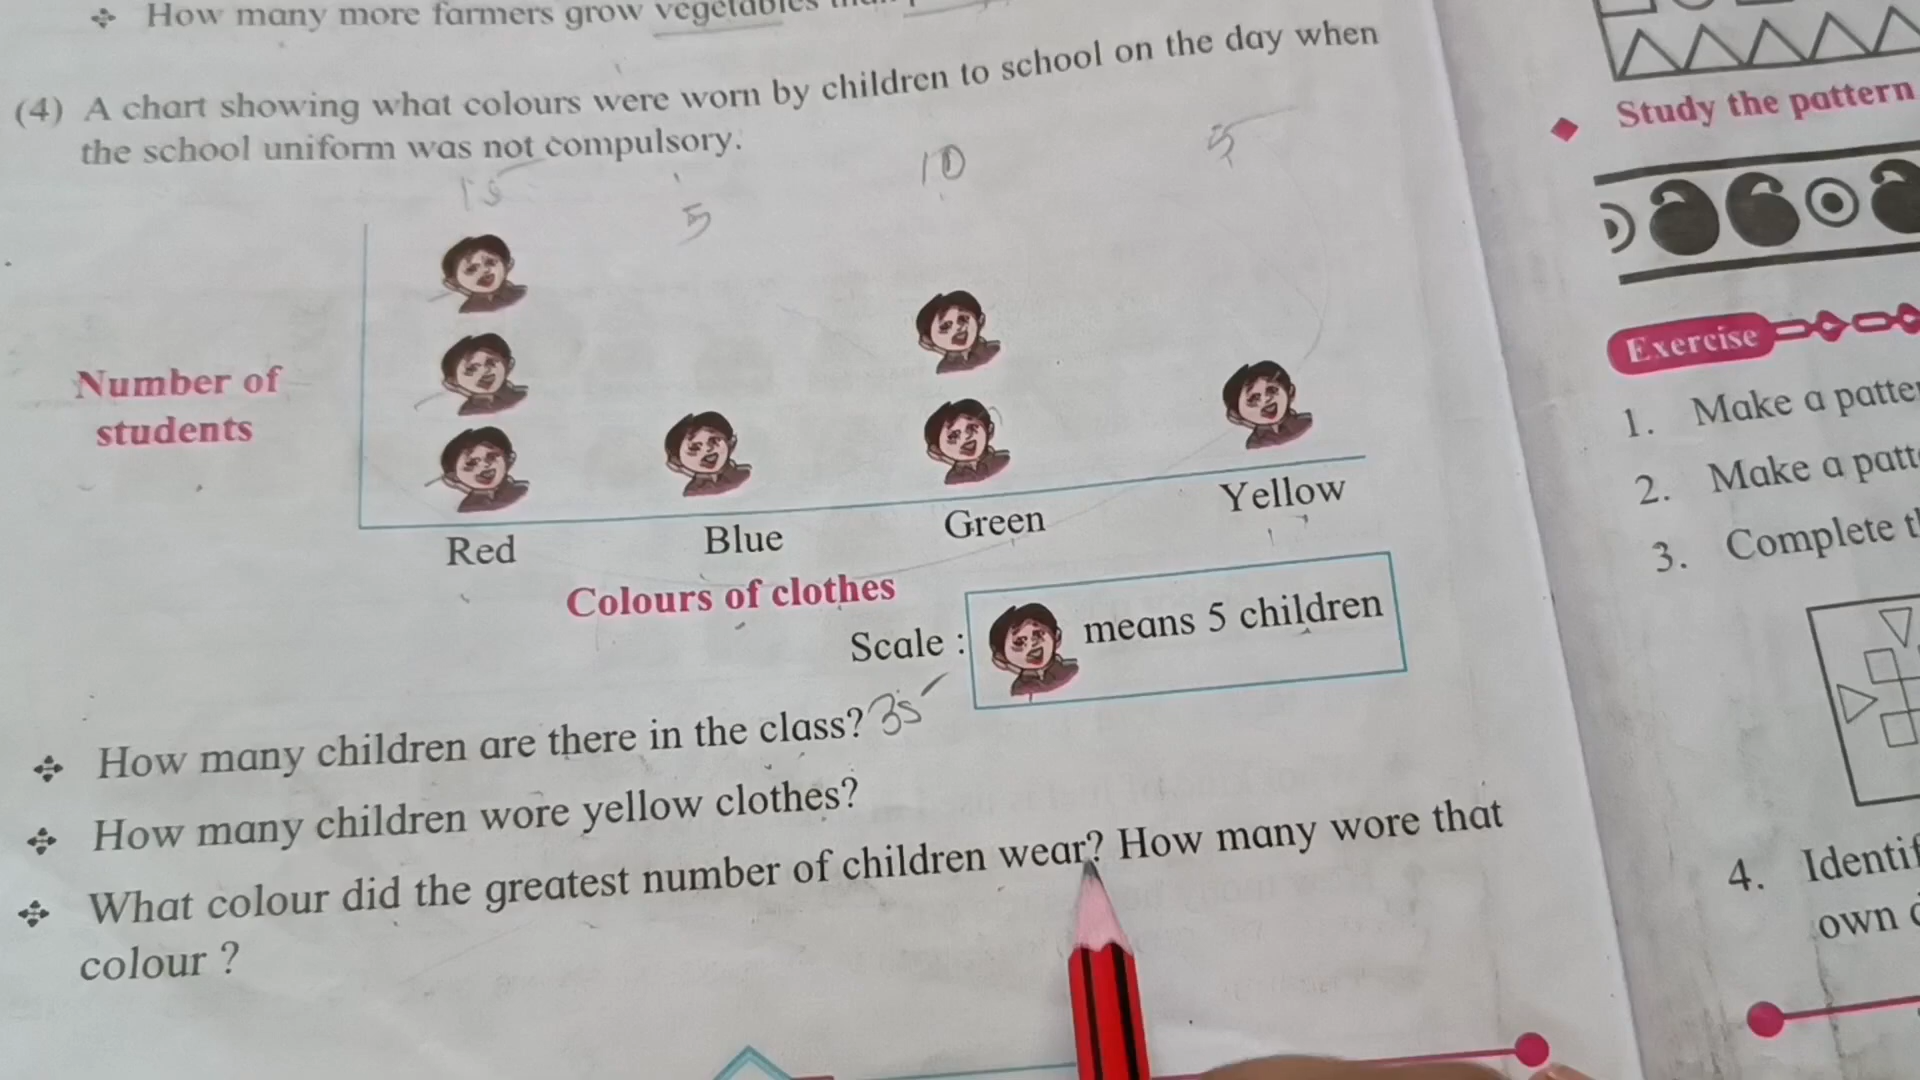 How many more farmers grow vegetables
(4) A chart showing what colours were worn by children to school on the day when
the school uniform was not compulsory.
15
5
10
5
Number of
students
Red
Blue
Green
Yellow
Colours of clothes
Scale :
means 5 children
How many children are there in the class? 35
How many children wore yellow clothes?
What colour did the greatest number of children wear? How many wore that
colour ?
Study the pattern
Exercise
1. Make a
2. Make a
3. Complete
4.
own